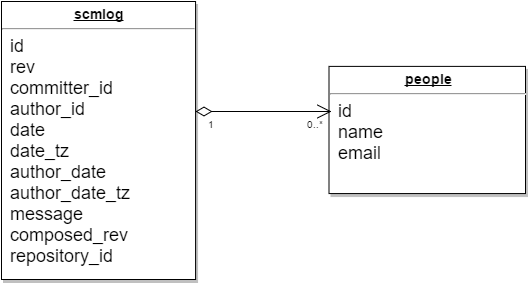 scmlog
id
rev
committer_id
author_id
date
date_tz
author_date
author_date_tz
message
composed_rev
repository_id
1
0..*
people
id
name
email